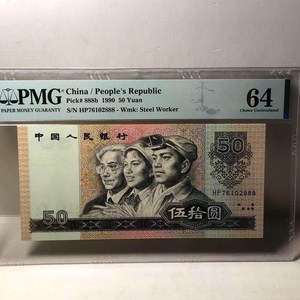 PMG
PAPER MONEY GUARANTY
China / People's Republic
Pick# 888b 1990 50 Yuan
S/N HP76102888 - Wmk: Steel Worker
64
Choice Uncirculated
中国人民银行
50
HP76102888
50
伍拾圆